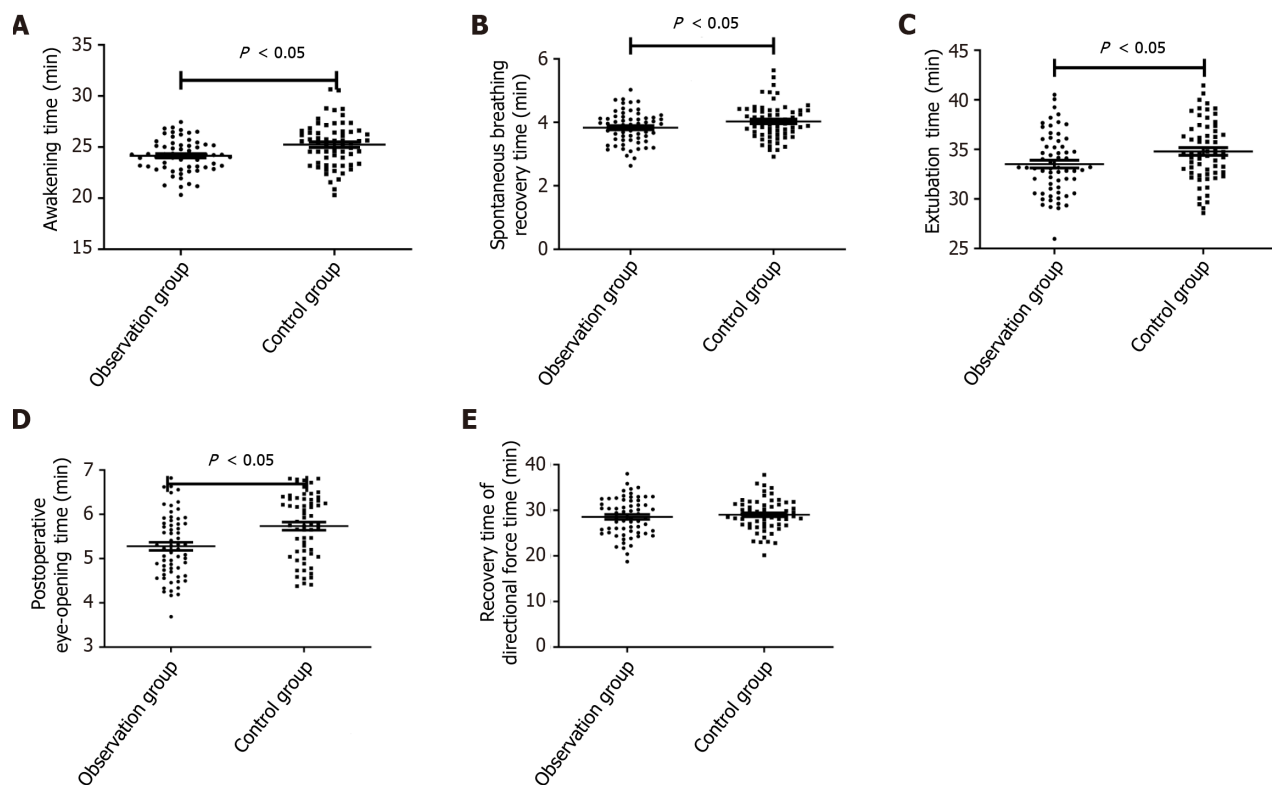 A
Awakening time (min)
35
30
25
20
15
P < 0.05
Observation group
Control group
B
Spontaneous breathing
recovery time (min)
6
4
2
0
P < 0.05
Observation group
Control group
C
Extubation time (min)
45
40
35
30
25
P < 0.05
Observation group
Control group
D
Postoperative
eye-opening time (min)
7
6
5
4
3
P < 0.05
Observation group
Control group
E
Recovery time of
directional force time (min)
40
30
20
10
0
Observation group
Control group